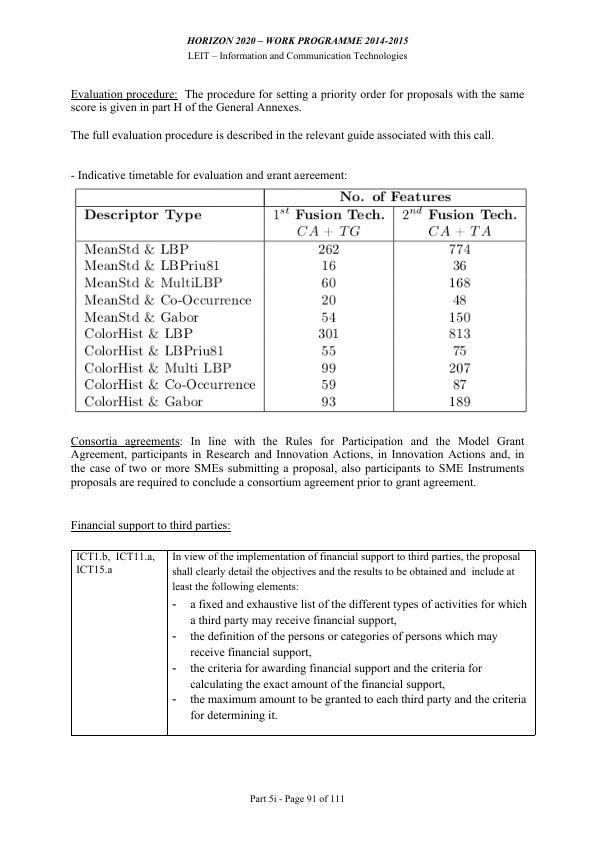 HORIZON 2020 – WORK PROGRAMME 2014-2015
LEIT – Information and Communication Technologies
Evaluation procedure: The procedure for setting a priority order for proposals with the same
score is given in part H of the General Annexes.
The full evaluation procedure is described in the relevant guide associated with this call.
- Indicative timetable for evaluation and grant agreement:
No. of Features
Descriptor Type 1st Fusion Tech. 2nd Fusion Tech.
CA + TG CA + TA
MeanStd & LBP 262 774
MeanStd & LBPriu81 16 36
MeanStd & MultiLBP 60 168
MeanStd & Co-Occurrence 20 48
MeanStd & Gabor 54 150
ColorHist & LBP 301 813
ColorHist & LBPriu81 55 75
ColorHist & Multi LBP 99 207
ColorHist & Co-Occurrence 59 87
ColorHist & Gabor 93 189
Consortia agreements: In line with the Rules for Participation and the Model Grant
Agreement, participants in Research and Innovation Actions, in Innovation Actions and, in
the case of two or more SMEs submitting a proposal, also participants to SME Instruments
proposals are required to conclude a consortium agreement prior to grant agreement.
Financial support to third parties:
ICT1.b, ICT11.a,
ICT15.a
In view of the implementation of financial support to third parties, the proposal
shall clearly detail the objectives and the results to be obtained and include at
least the following elements:
- a fixed and exhaustive list of the different types of activities for which
a third party may receive financial support,
- the definition of the persons or categories of persons which may
receive financial support,
- the criteria for awarding financial support and the criteria for
calculating the exact amount of the financial support,
- the maximum amount to be granted to each third party and the criteria
for determining it.
Part 5i - Page 91 of 111